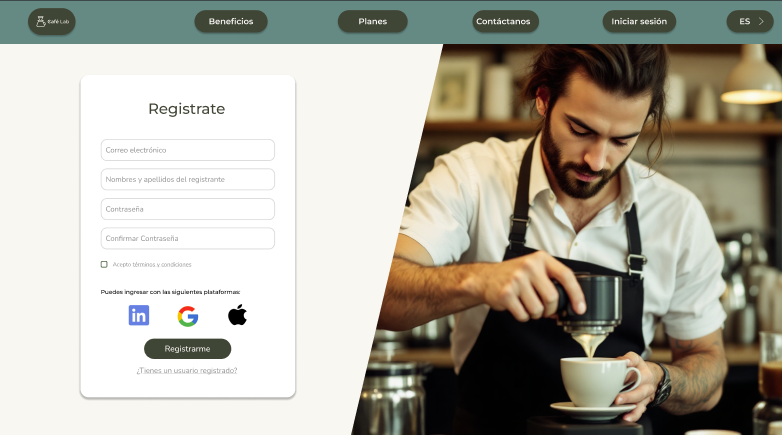 Café Lab
Beneficios
Planes
Contáctanos
Iniciar sesión
ES
Registrate
Correo electrónico
Nombres y apellidos del registrante
Contraseña
Confirmar Contraseña
Acepto términos y condiciones
Puedes ingresar con las siguientes plataformas:
in
Registrarme
¿Tienes un usuario registrado?